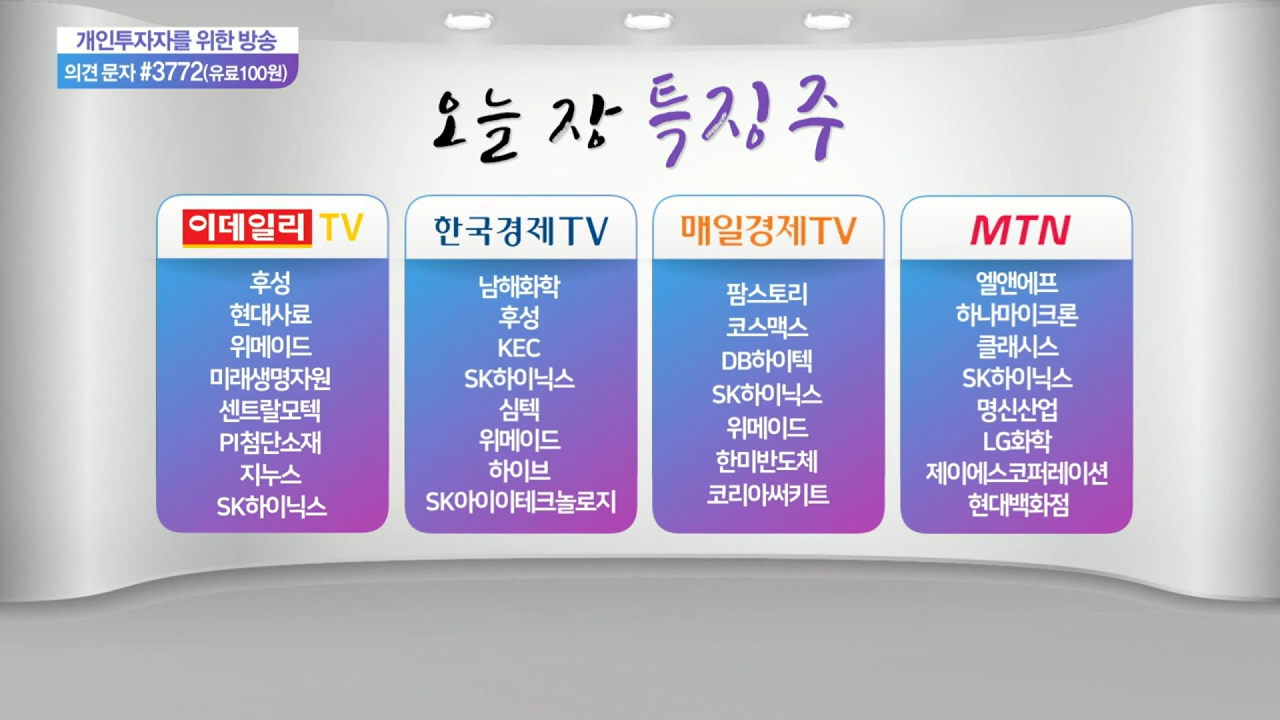 개인투자자를 위한 방송
의견 문자 #3772(유료100원)
오늘 장 특징주
이데일리 TV
후성
현대사료
위메이드
미래생명자원
센트랄모텍
PI첨단소재
지누스
SK하이닉스
한국경제TV
남해화학
후성
KEC
SK하이닉스
심텍
위메이드
하이브
SK아이이테크놀로지
매일경제TV
팜스토리
코스맥스
DB하이텍
SK하이닉스
위메이드
한미반도체
코리아써키트
MTN
엘앤에프
하나마이크론
클래시스
SK하이닉스
명신산업
LG화학
제이에스코퍼레이션
현대백화점